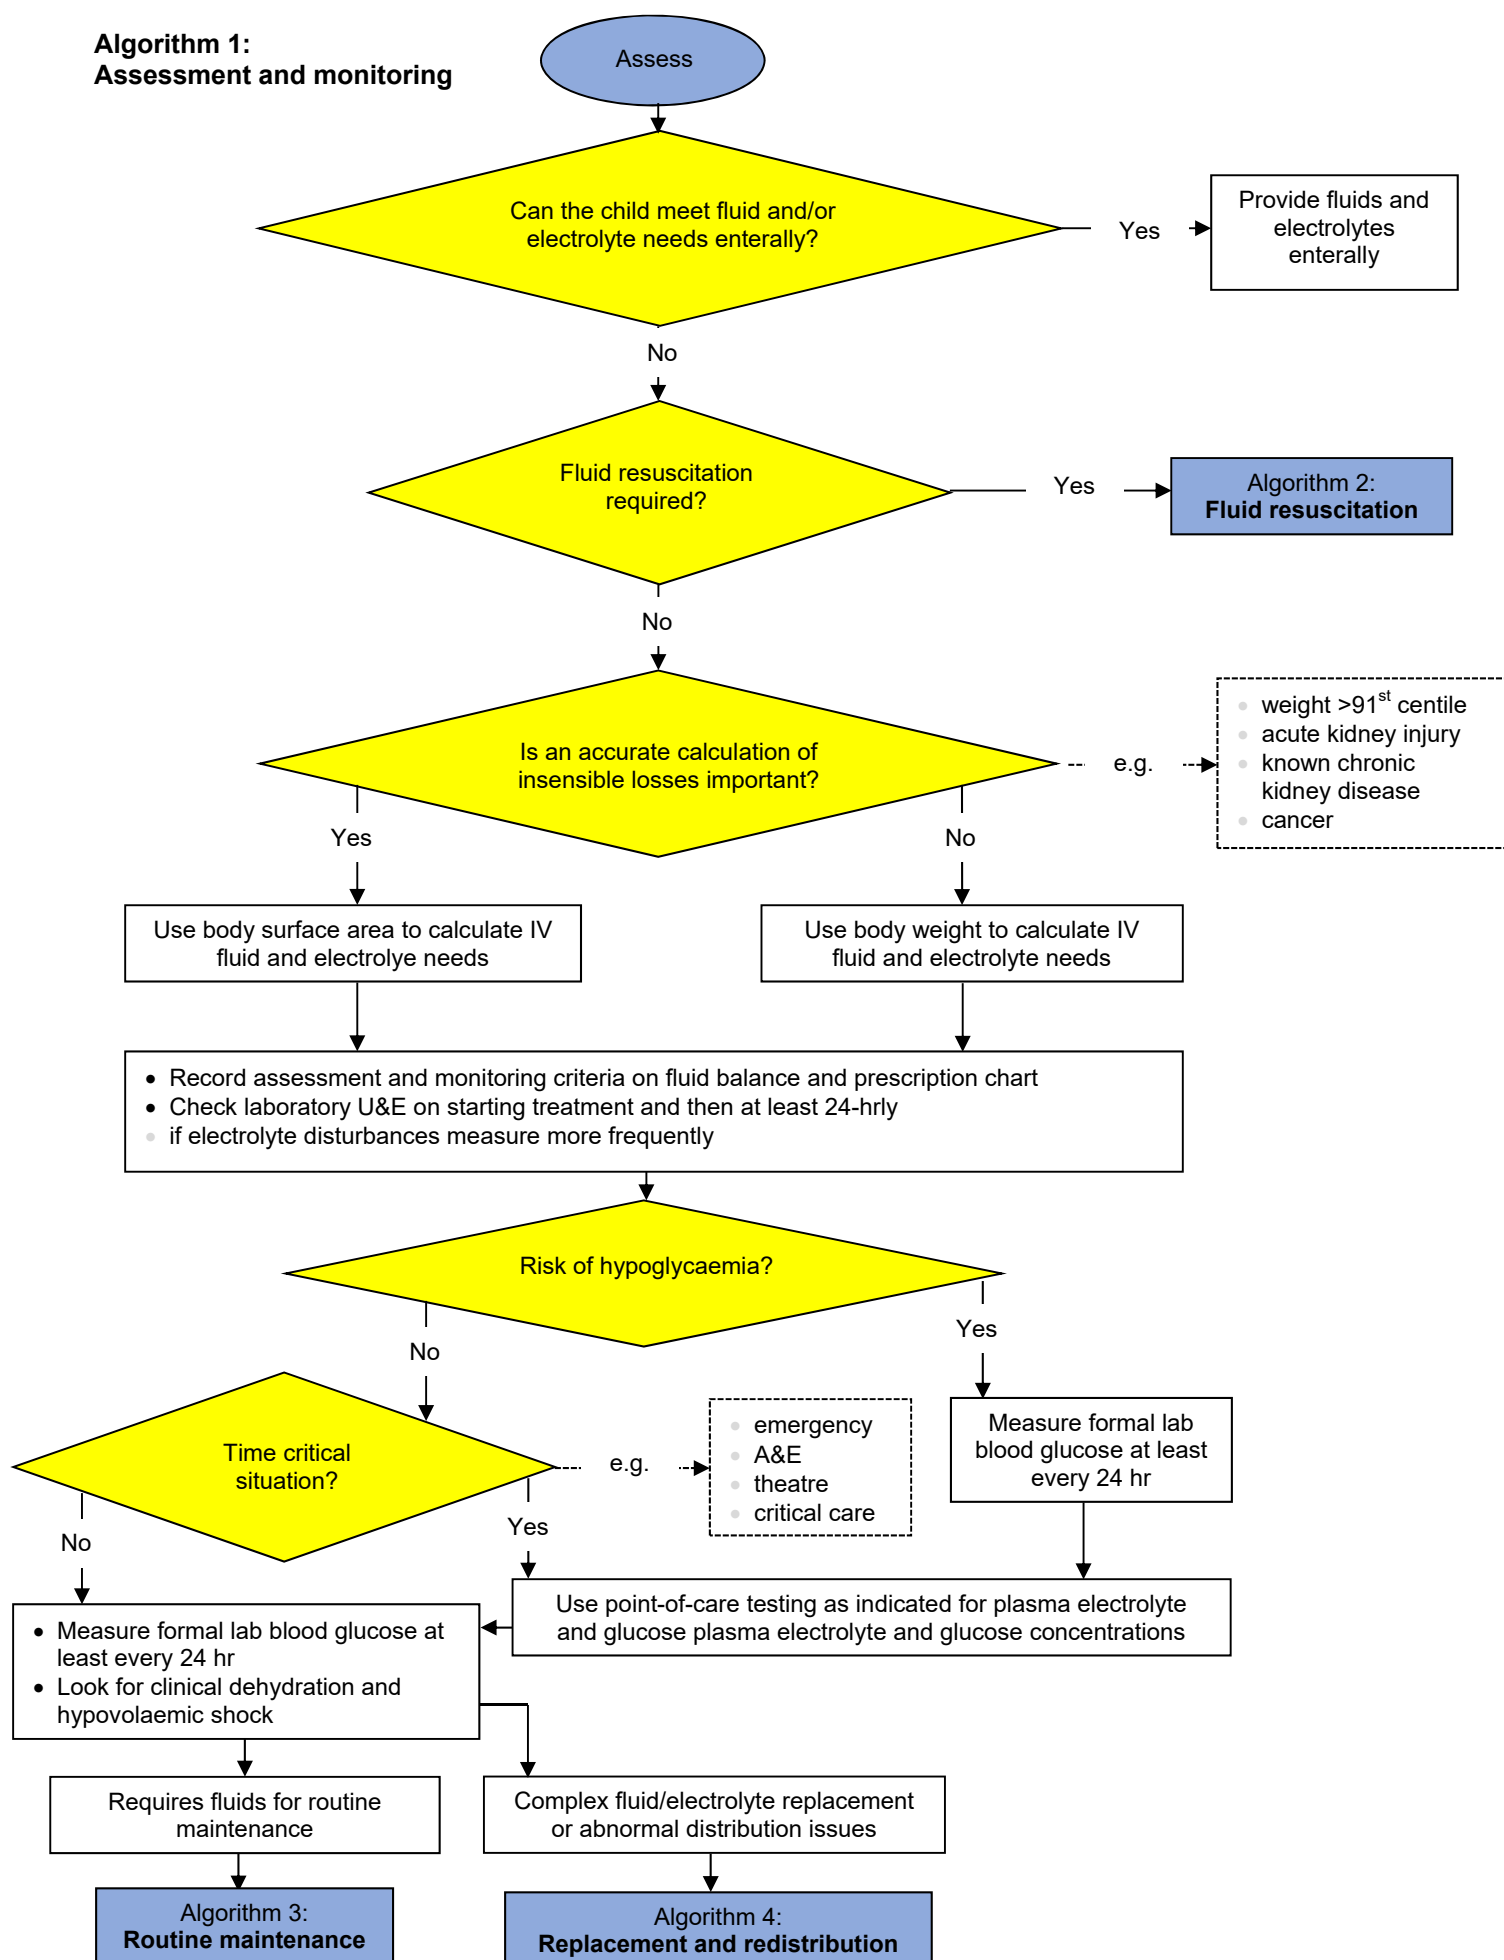 Algorithm 1:
Assessment and monitoring
Assess
Can the child meet fluid and/or
electrolyte needs enterally?
Yes
Provide fluids and
electrolytes
enterally
No
Fluid resuscitation
required?
Yes
Algorithm 2:
Fluid resuscitation
No
Is an accurate calculation of
insensible losses important?
e.g.
weight >91st centile
acute kidney injury
known chronic
kidney disease
cancer
Yes
No
Use body surface area to calculate IV
fluid and electrolye needs
Use body weight to calculate IV
fluid and electrolyte needs
• Record assessment and monitoring criteria on fluid balance and prescription chart
• Check laboratory U&E on starting treatment and then at least 24-hrly
• if electrolyte disturbances measure more frequently
Risk of hypoglycaemia?
No
Yes
Time critical
situation?
e.g.
emergency
A&E
theatre
critical care
Measure formal lab
blood glucose at least
every 24 hr
No
Yes
Use point-of-care testing as indicated for plasma electrolyte
and glucose plasma electrolyte and glucose concentrations
• Measure formal lab blood glucose at
least every 24 hr
• Look for clinical dehydration and
hypovolaemic shock
Requires fluids for routine
maintenance
Complex fluid/electrolyte replacement
or abnormal distribution issues
Algorithm 3:
Routine maintenance
Algorithm 4:
Replacement and redistribution